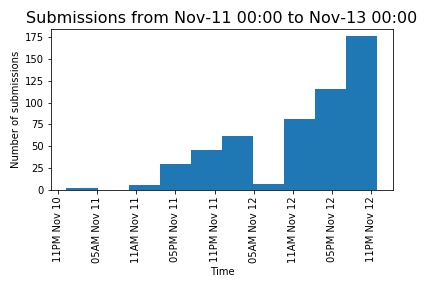 Submissions from Nov-11 00:00 to Nov-13 00:00
Number of submissions
175
150
125
100
75
50
25
0
11PM Nov 10
05AM Nov 11
11AM Nov 11
05PM Nov 11
11PM Nov 11
05AM Nov 12
11AM Nov 12
05PM Nov 12
11PM Nov 12
Time